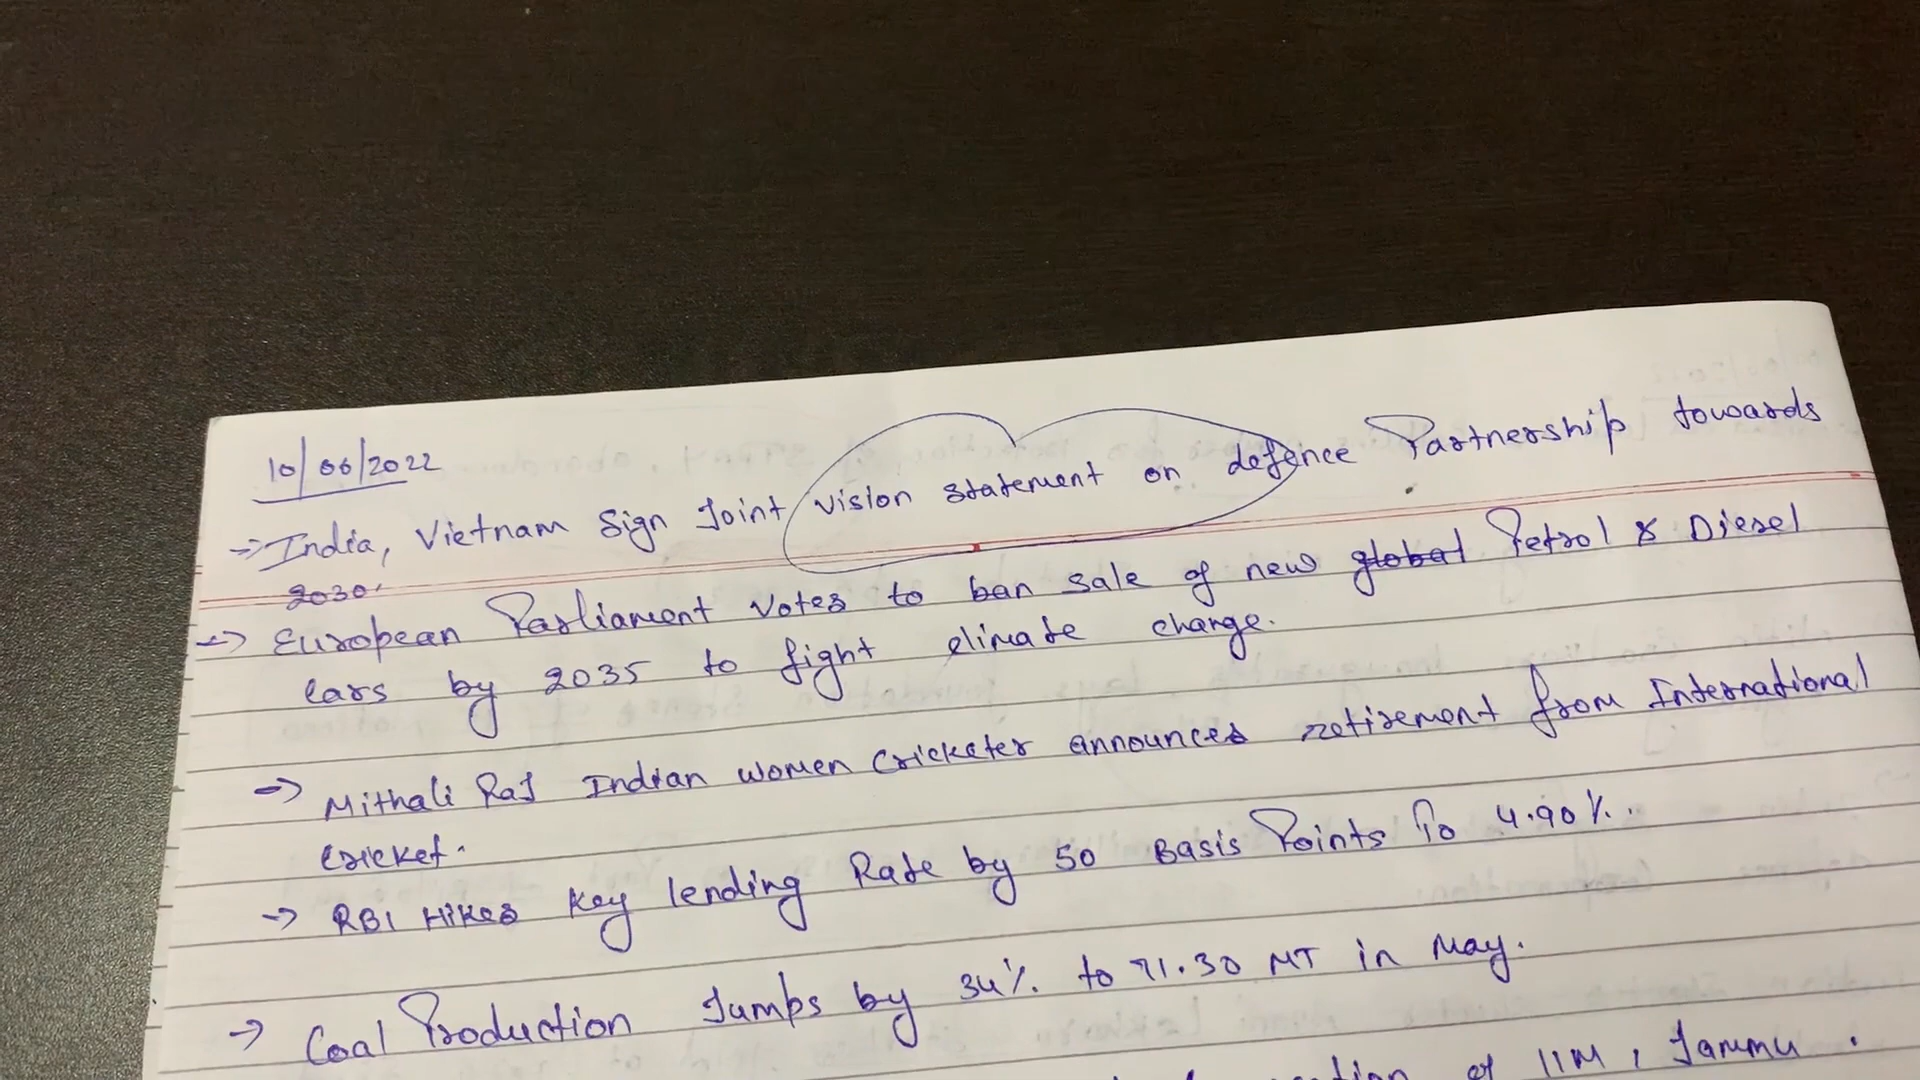 10/06/2022
→ India, Vietnam Sign Joint vision statement on defence Partnership towards
2030.
→ European Parliament votes to ban sale of new global Petrol & Diesel
cars by 2035 to fight climate change.
→ Mithali Raj Indian women cricketer announces retirement from International
cricket.
→ RBI Hikes key lending Rate by 50 Basis Points To 4.90%.
→ Coal Production Jumps by 34% to 71.30 MT in May.
of IIM, Jammu.